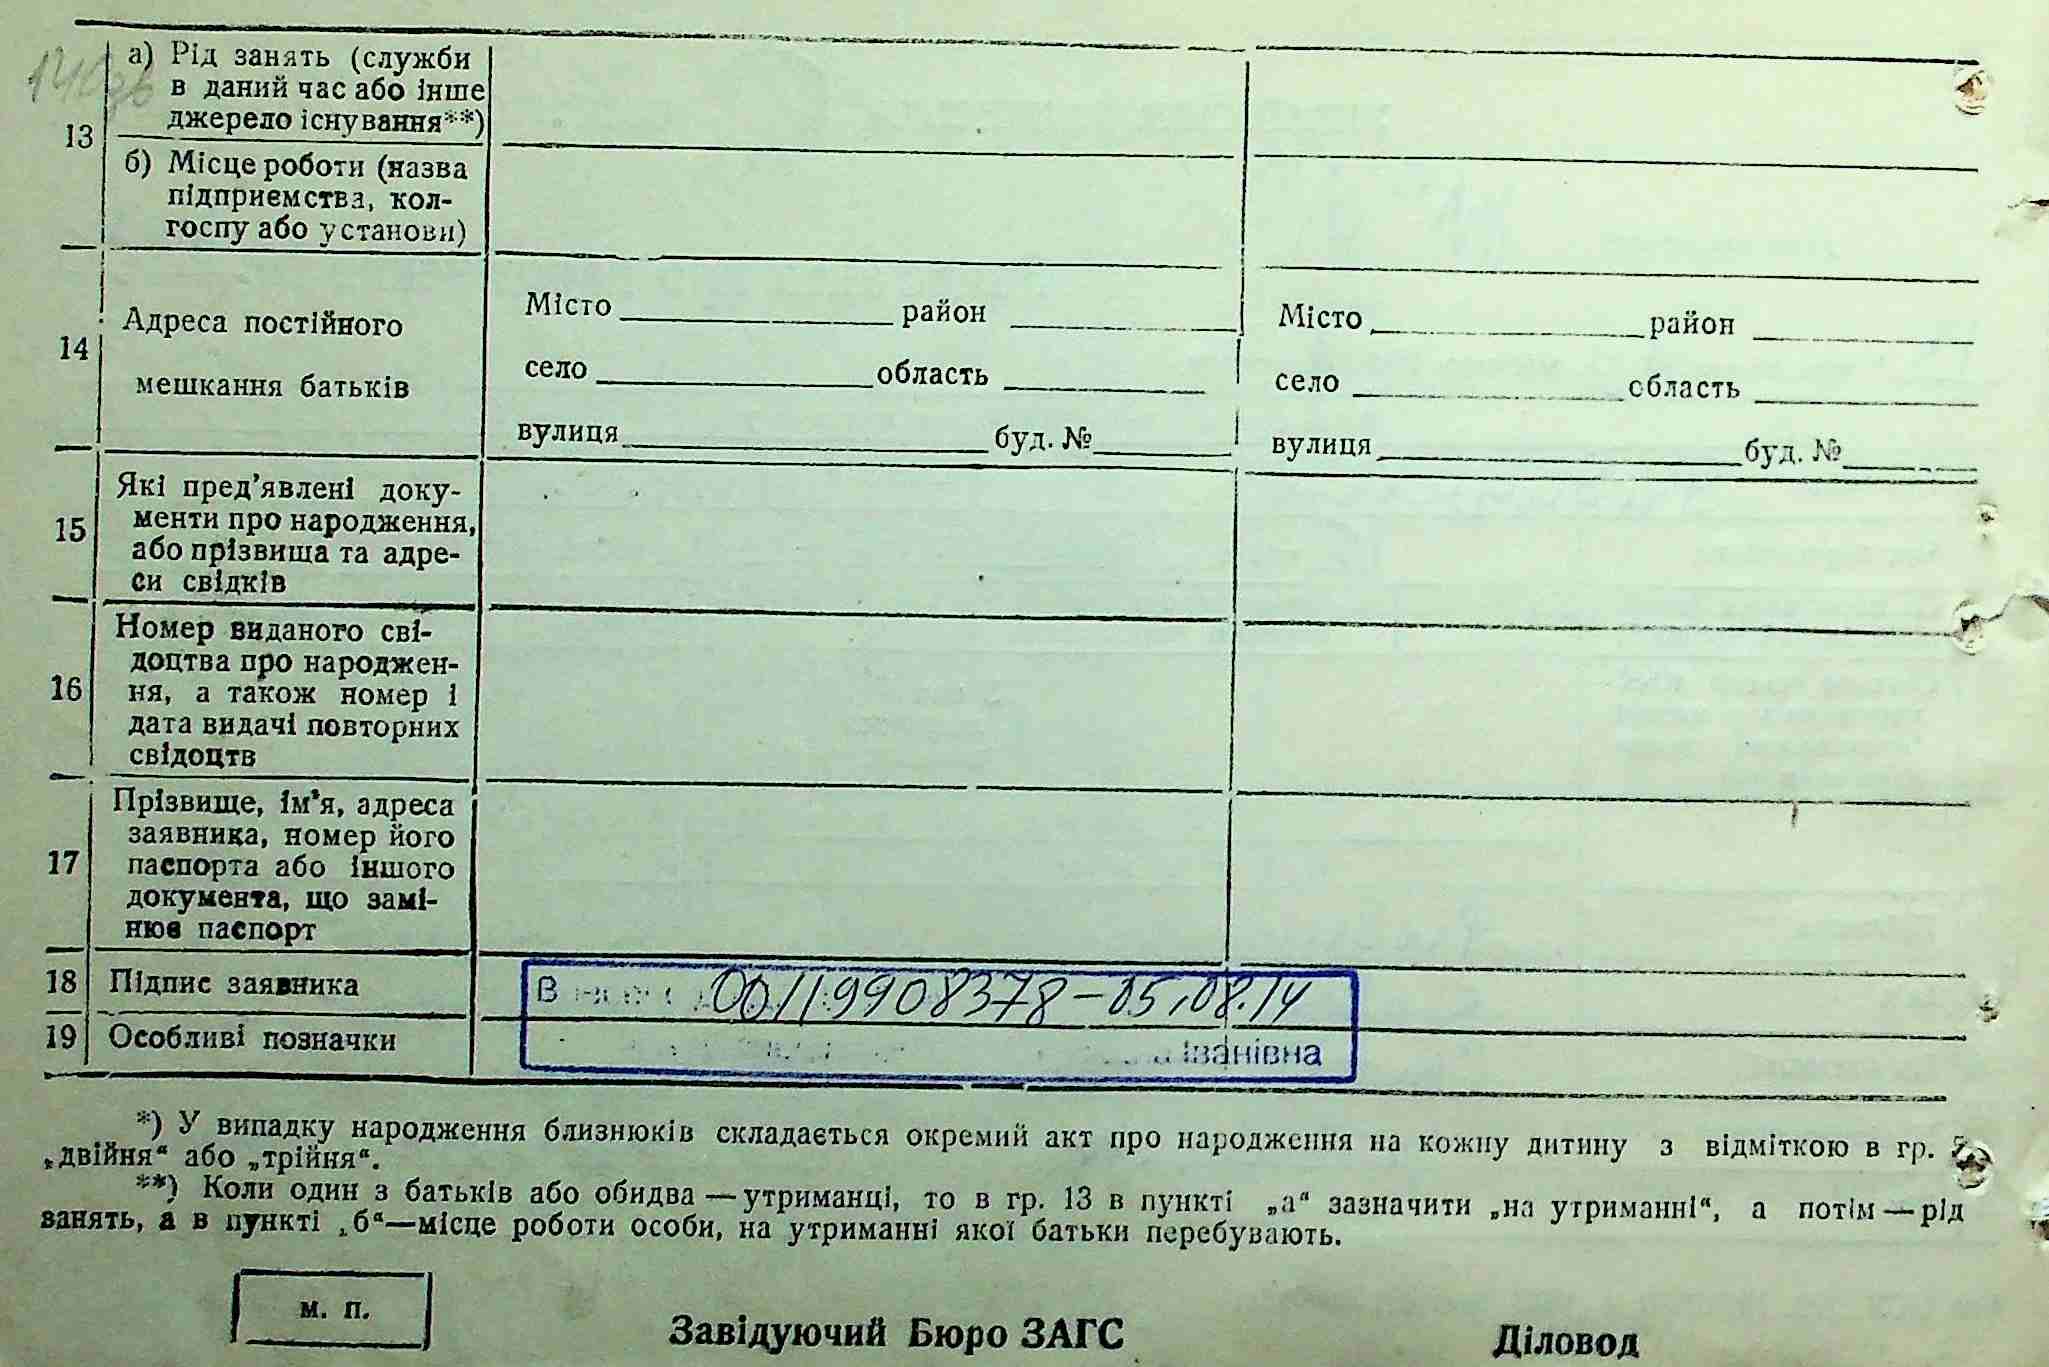 13
а) Рід занять (служби
в даний час або інше
джерело існування**)
б) Місце роботи (назва
підприємства, кол-
госпу або установи)
14
Адреса постійного
мешкання батьків
Місто район
село область
вулиця буд. №
Місто район
село область
вулиця буд. №
15
Які пред’явлені доку-
менти про народження,
або прізвища та адре-
си свідків
16
Номер виданого сві-
доцтва про народжен-
ня, а також номер і
дата видачі повторних
свідоцтв
17
Прізвище, ім’я, адреса
заявника, номер його
паспорта або іншого
документа, що замі-
нює паспорт
18 Підпис заявника
00119908378-05.08.14
19 Особливі позначки
Іванівна
*) У випадку народження близнюків складається окремий акт про народження на кожну дитину з відміткою в гр.
„двійня“ або „трійня“.
**) Коли один з батьків або обидва — утриманці, то в гр. 13 в пункті „а“ зазначити „на утриманні“, а потім — рід
занять, а в пункті „б“—місце роботи особи, на утриманні якої батьки перебувають.
м. п.
Завідуючий Бюро ЗАГС
Діловод